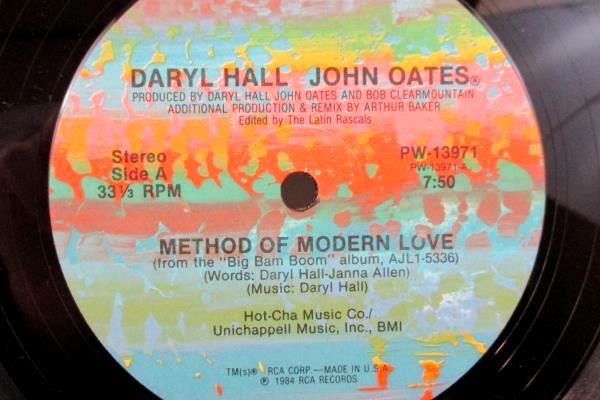 DARYL HALL JOHN OATES®
PRODUCED BY DARYL HALL JOHN OATES AND BOB CLEARMOUNTAIN
ADDITIONAL PRODUCTION & REMIX BY ARTHUR BAKER
Edited by The Latin Rascals
Stereo
Side A
33⅓ RPM
PW-13971
PW-13971-A
7:50
METHOD OF MODERN LOVE
(from the "Big Bam Boom" album, AJL1-5336)
(Words: Daryl Hall-Janna Allen)
(Music: Daryl Hall)
Hot-Cha Music Co./
Unichappell Music, Inc., BMI
TM(s)® RCA CORP.—MADE IN U.S.A.
℗ 1984 RCA RECORDS